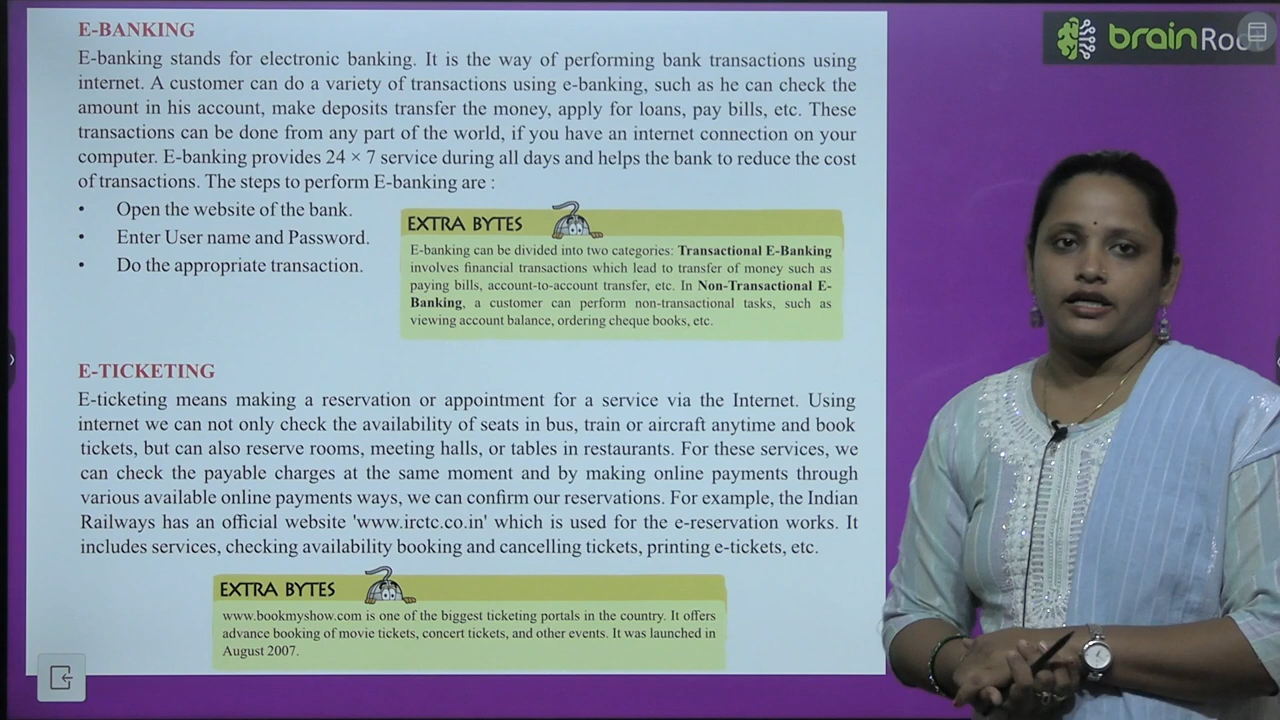 E-BANKING
E-banking stands for electronic banking. It is the way of performing bank transactions using
internet. A customer can do a variety of transactions using e-banking, such as he can check the
amount in his account, make deposits transfer the money, apply for loans, pay bills, etc. These
transactions can be done from any part of the world, if you have an internet connection on your
computer. E-banking provides 24 × 7 service during all days and helps the bank to reduce the cost
of transactions. The steps to perform E-banking are :
• Open the website of the bank.
• Enter User name and Password.
• Do the appropriate transaction.
EXTRA BYTES
E-banking can be divided into two categories: Transactional E-Banking
involves financial transactions which lead to transfer of money such as
paying bills, account-to-account transfer, etc. In Non-Transactional E-
Banking, a customer can perform non-transactional tasks, such as
viewing account balance, ordering cheque books, etc.
E-TICKETING
E-ticketing means making a reservation or appointment for a service via the Internet. Using
internet we can not only check the availability of seats in bus, train or aircraft anytime and book
tickets, but can also reserve rooms, meeting halls, or tables in restaurants. For these services, we
can check the payable charges at the same moment and by making online payments through
various available online payments ways, we can confirm our reservations. For example, the Indian
Railways has an official website 'www.irctc.co.in' which is used for the e-reservation works. It
includes services, checking availability booking and cancelling tickets, printing e-tickets, etc.
EXTRA BYTES
www.bookmyshow.com is one of the biggest ticketing portals in the country. It offers
advance booking of movie tickets, concert tickets, and other events. It was launched in
August 2007.
brain